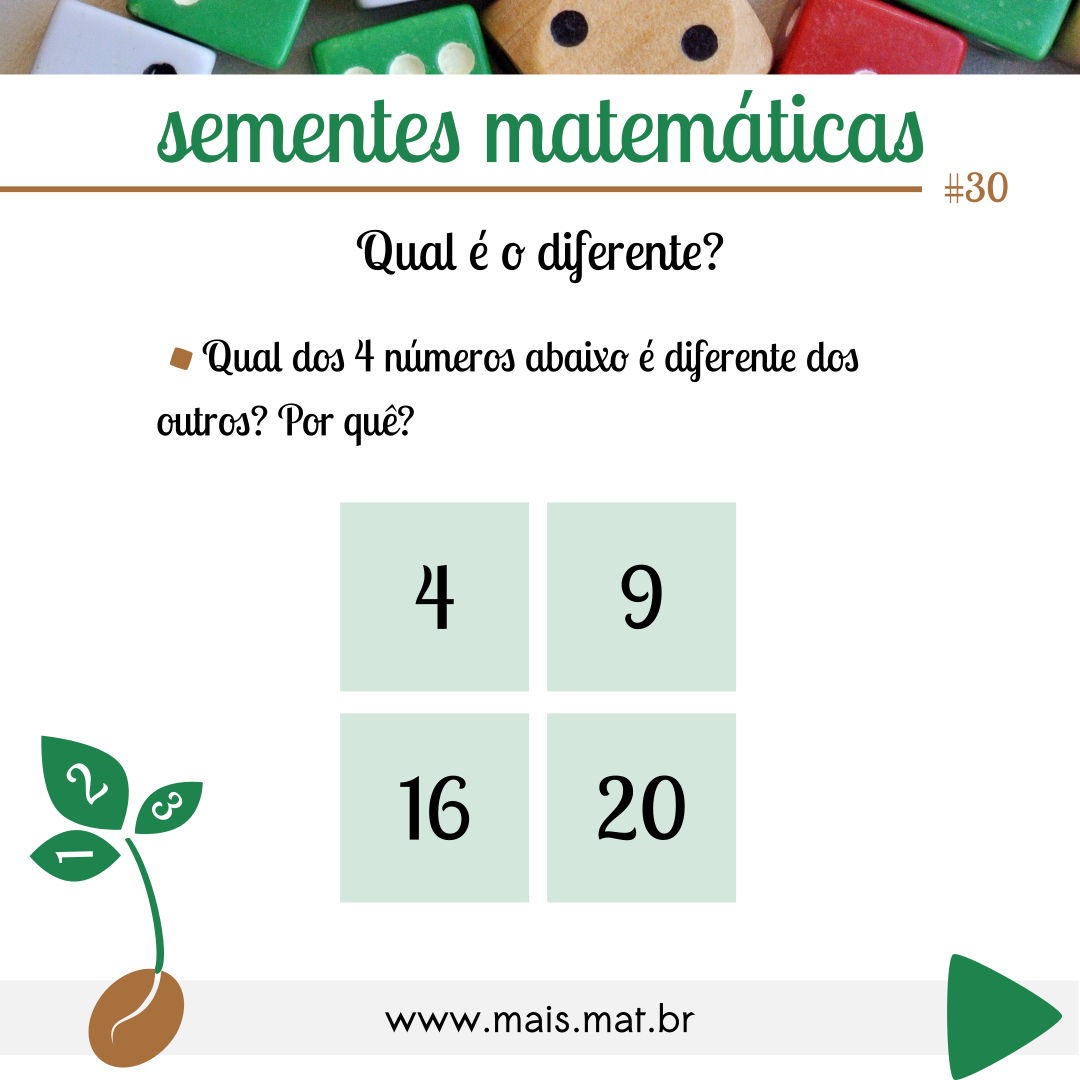 sementes matemáticas
#30
Qual é o diferente?
Qual dos 4 números abaixo é diferente dos
outros? Por quê?
4 9
16 20
2
3
1
www.mais.mat.br